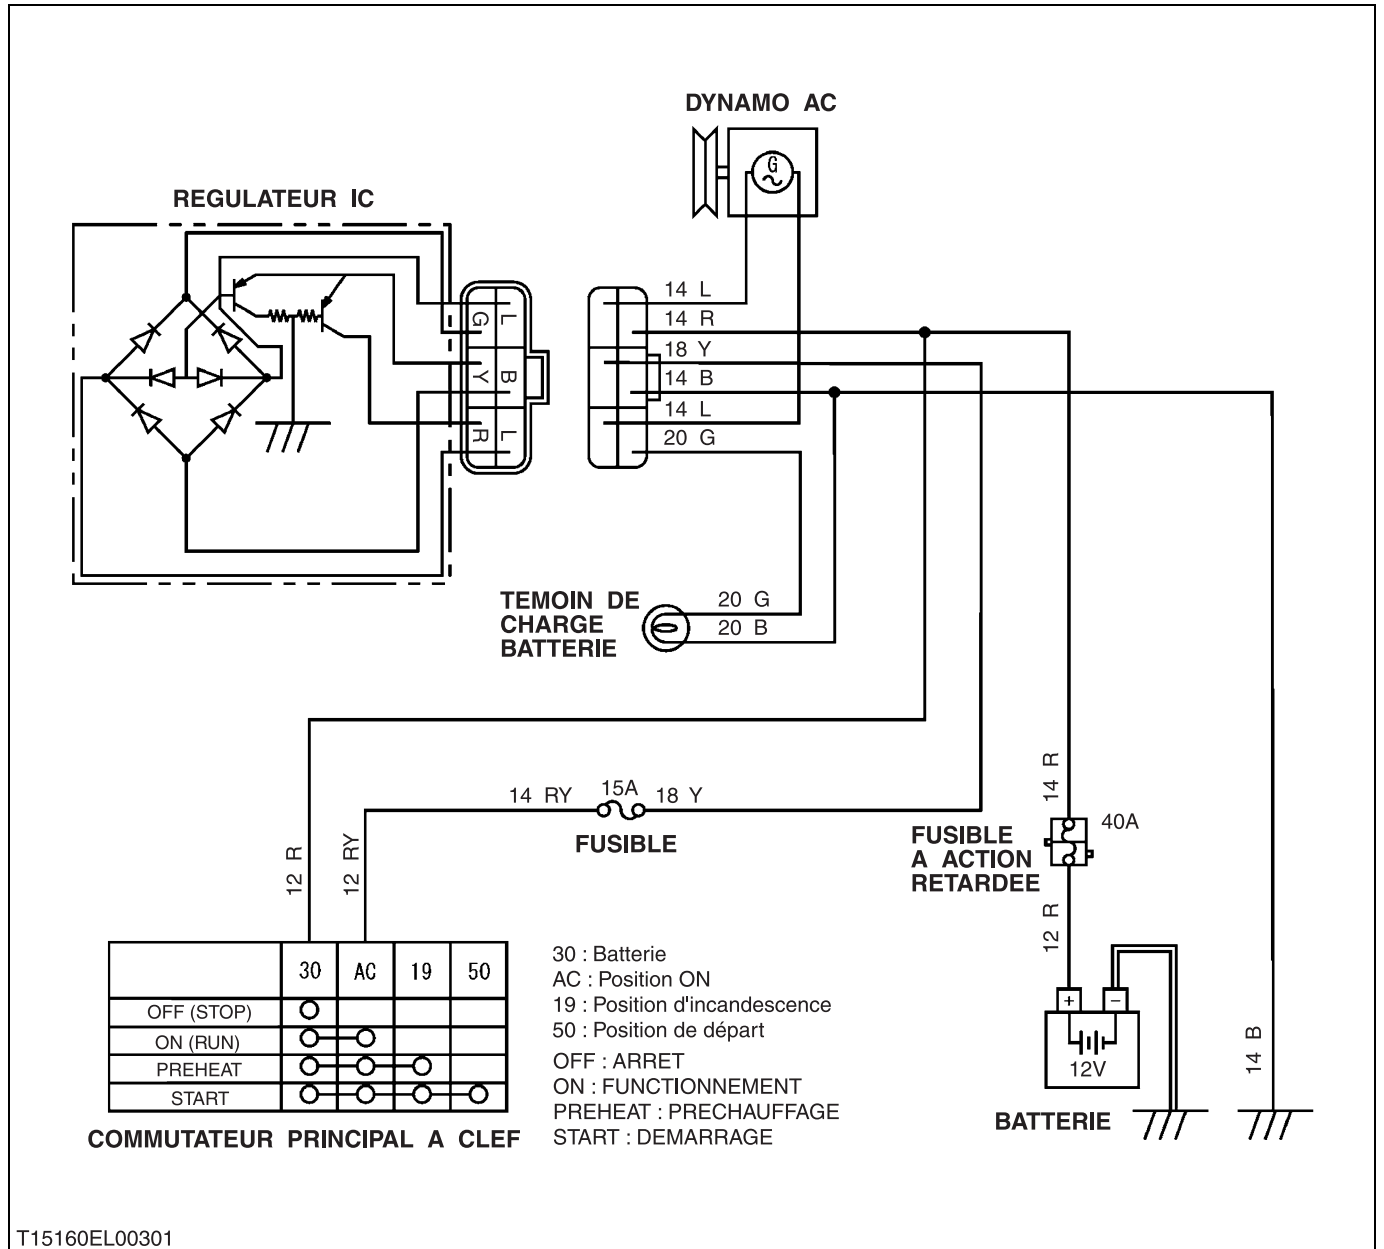 DYNAMO AC
G
REGULATEUR IC
14 L
14 R
18 Y
14 B
14 L
20 G
G L
Y B
R L
TEMOIN DE
CHARGE
BATTERIE
20 G
20 B
14 RY
15A
18 Y
FUSIBLE
12 R
12 RY
14 R
FUSIBLE
A ACTION
RETARDEE
40A
12 R
30 AC 19 50
OFF (STOP)
ON (RUN)
PREHEAT
START
COMMUTATEUR PRINCIPAL A CLEF
30 : Batterie
AC : Position ON
19 : Position d'incandescence
50 : Position de départ
OFF : ARRET
ON : FUNCTIONNEMENT
PREHEAT : PRECHAUFFAGE
START : DEMARRAGE
+ −
12V
BATTERIE
14 B
T15160EL00301